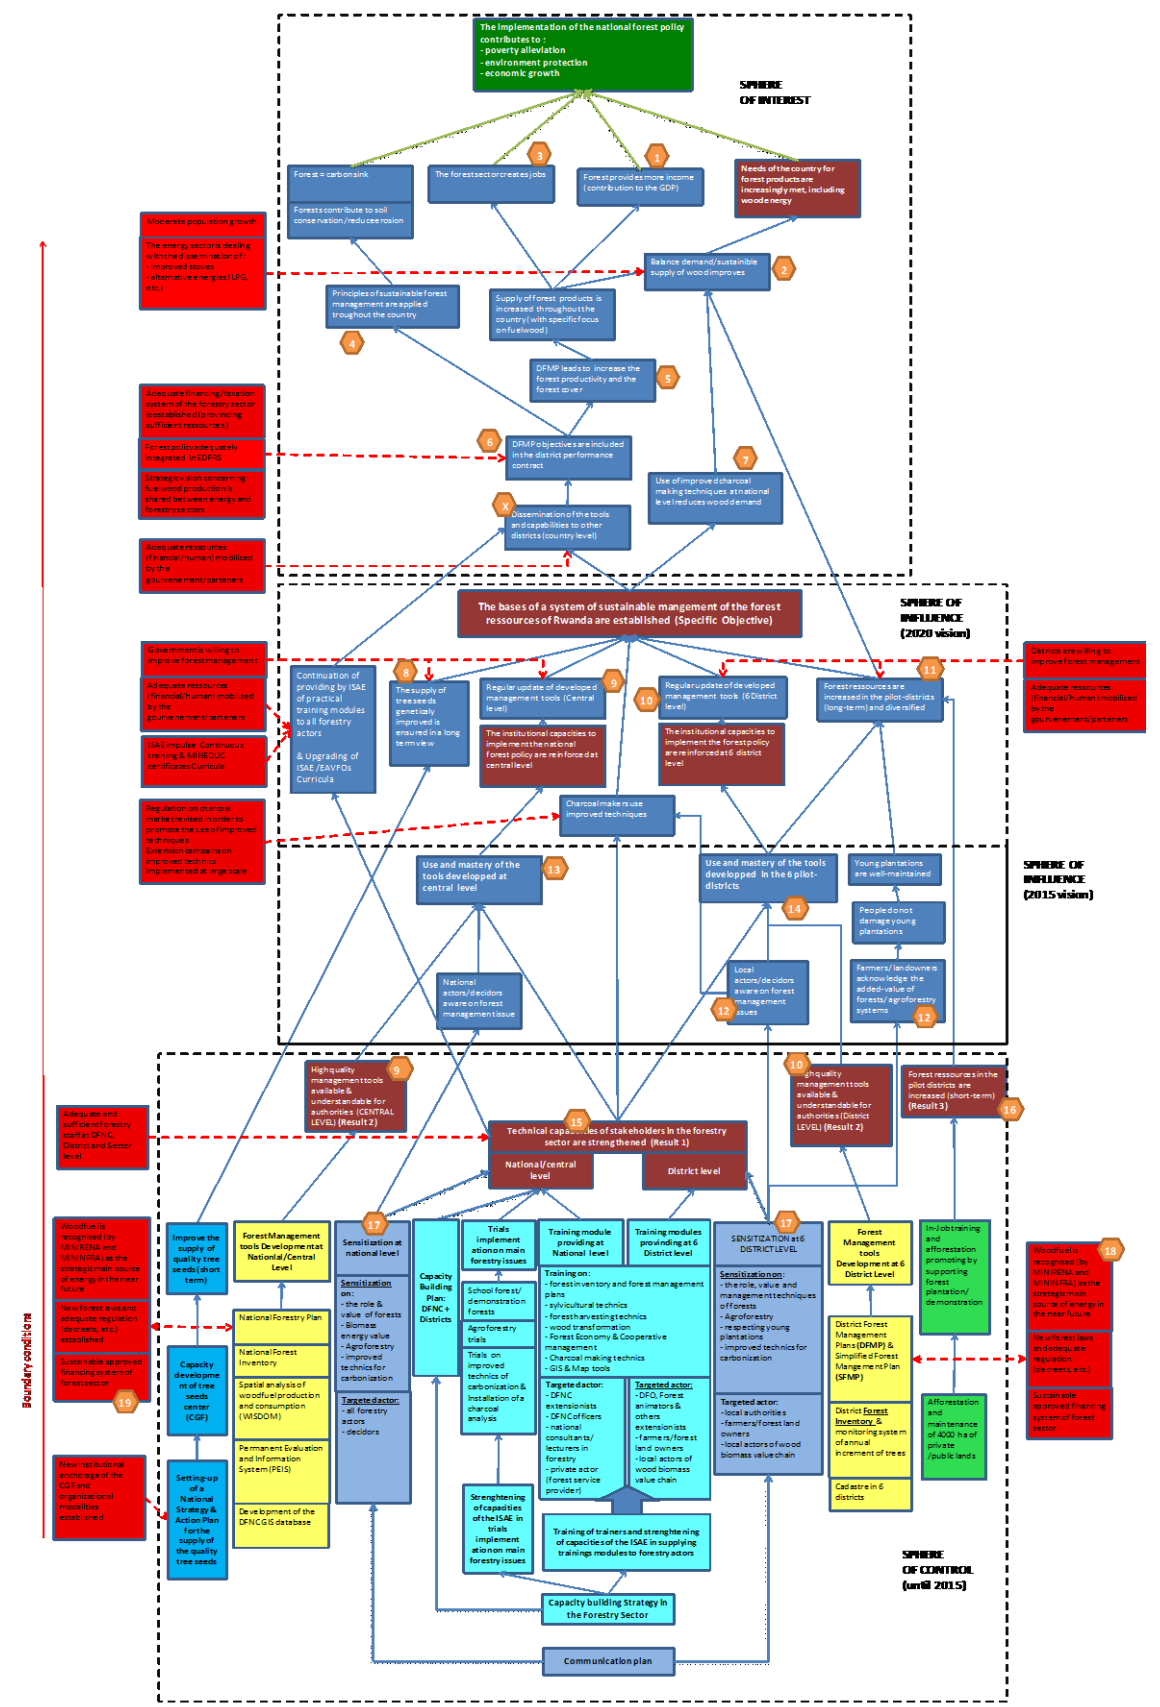 The implementation of the national forest policy
contributes to :
- poverty alleviation
- environment protection
- economic growth
SPHERE
OF INTEREST
Forest = carbon sink
Forests contribute to soil
conservation/reduce erosion
3
The forest sector creates jobs
1
Forest provides more income
(contribution to the GDP)
Needs of the country for
forest products are
increasingly met, including
wood energy
Moderate population growth
The energy sector is dealing
with the dissemination of :
- improved stoves
- alternative energies (LPG,
etc.)
Balance demand/sustainible
supply of wood improves
2
Principles of sustainable forest
management are applied
troughout the country
4
Supply of forest products is
increased throughout the
country (with specific focus
on fuelwood)
DFMP leads to increase the
forest productivity and the
forest cover
5
Adequate financing/taxation
system of the forestry sector
is established (provinding
sufficient ressources)
Forest policy adequately
integrated in EDPRS
Strategic vision concerning
fuelwood production is
shared between energy and
forestry sectors
6
DFMP objectives are included
in the district performance
contract
7
Use of improved charcoal
making techniques at national
level reduces wood demand
X
Dissemination of the tools
and capabilities to other
districts (country level)
Adequate ressources
(financial/human) mobilized
by the
gourvenement/parteners
The bases of a system of sustainable mangement of the forest
ressources of Rwanda are established (Specific Objective)
SPHERE OF
INFLUENCE
(2020 vision)
Government is willing to
improve forest management
Adequate ressources
(financial/human) mobilized
by the
gourvenement/parteners
ISAE impulse Continuous
training & MINEDUC
certificates Curricula
Continuation of
providing by ISAE
of practical
training modules
to all forestry
actors
& Upgrading of
ISAE /EAVFOs
Curricula
8
The supply of
tree seeds
geneticaly
improved is
ensured in a long
term view
9
Regular update of developed
management tools (Central
level)
The institutional capacities to
implement the national
forest policy are reinforced at
central level
10
Regular update of developed
management tools (6 District
level)
The institutional capacities to
implement the forest policy
are reinforced at 6 district
level
11
Forest ressources are
increased in the pilot-districts
(long-term) and diversified
Districts are willing to
improve forest management
Adequate ressources
(financial/human) mobilized
by the
gourvenement/parteners
Regulation on charcoal
market revised in order to
promote the use of improved
techniques
Extension campains on
improved technics
implemented at large scale
Charcoal makers use
improved techniques
SPHERE OF
INFLUENCE
(2015 vision)
Use and mastery of the
tools developped at
central level
13
Use and mastery of the tools
developped in the 6 pilot-
districts
14
Young plantations
are well-maintained
People do not
damage young
plantations
Farmers/landowners
acknowledge the
added-value of
forests/agroforestry
systems
12
National
actors/decidors
aware on forest
management issue
Local
actors/decidors
aware on forest
management
issues
12
High quality
management tools
available &
understandable for
authorities (CENTRAL
LEVEL) (Result 2)
9
10
High quality
management tools
available &
understandable for
authorities (District
LEVEL) (Result 2)
Forest ressources in the
pilot districts are
increased (short-term)
(Result 3)
16
Adequate and
sufficient forestry
staff at DFNC,
District and Sector
level
15
Technical capacities of stakeholders in the forestry
sector are strengthened (Result 1)
National/central
level
District level
Boundary conditions
Woodfuel is
recognised (by
MINIRENA and
MININFRA) as the
strategic main source
of energy in the near
future
New forest laws and
adequate regulation
(decreets, etc.)
established
Sustainable approved
financing system of
forest sector
19
New institutional
anchorage of the
CGF and
organizational
modalities
established
Improve the
supply of
quality tree
seeds (short
term)
Capacity
developme
nt of tree
seeds
center
(CGF)
Setting-up
of a
National
Strategy &
Action Plan
for the
supply of
the quality
tree seeds
Forest Management
tools Development at
National/Central
Level
National Forestry Plan
National Forest
Inventory
Spatial analysis of
woodfuel production
and consumption
(WISDOM)
Permanent Evaluation
and Information
System (PEIS)
Development of the
DFNC GIS database
17
Sensitization at
national level
Sensitization
on:
- the role &
value of forests
- Biomass
energy value
- Agroforestry
- improved
technics for
carbonization
Targeted actor:
- all forestry
actors
- decidors
Capacity
Building
Plan:
DFNC +
Districts
Trials
implement
ation on main
forestry issues
School forest/
demonstration
forests
Agroforestry
trials
Trials on
improved
technics of
carbonization &
Installation of a
charcoal
analysis
Strenghtening
of capacities
of the ISAE in
trials
implement
ation on main
forestry issues
Training module
providing at
National level
Training modules
providing at 6
District level
Training on:
- forest inventory and forest management
plans
- sylvicultural technics
- forest harvesting technics
- wood transformation
- Forest Economy & Cooperative
management
- Charcoal making technics
- GIS & Map tools
Targeted actor:
- DFNC
extensionists
- DFNC officers
- national
consultants/
lecturers in
forestry
- private actor
(forest service
provider)
Targeted actor:
- DFO, Forest
animators &
others
extensionists
- farmers/forest
land owners
- local actors of
wood biomass
value chain
Training of trainers and strenghtening
of capacities of the ISAE in supplying
trainings modules to forestry actors
Capacity building Strategy in
the Forestry Sector
Communication plan
17
SENSITIZATION at 6
DISTRICT LEVEL
Sensitization on:
- the role, value and
management techniques
of forests
- Agroforestry
- respecting young
plantations
- improved technics for
carbonization
Targeted actor:
- local authorities
- farmers/forest land
owners
- local actors of wood
biomass value chain
Forest
Management
tools
Development at 6
District Level
District Forest
Management
Plans (DFMP) &
Simplified Forest
Mangement Plan
(SFMP)
District Forest
Inventory &
monitoring system
of annual
increment of trees
Cadastre in 6
districts
In-Job training
and
afforestation
promoting by
supporting
forest
plantation/
demonstration
Afforestation
and
maintenance
of 4000 ha of
private
/public lands
18
Woodfuel is
recognised (by
MINIRENA and
MININFRA) as the
strategic main
source of energy in
the near future
New forest laws
and adequate
regulation
(decreets, etc.)
Sustainable
approved financing
system of forest
sector
SPHERE
OF CONTROL
(until 2015)